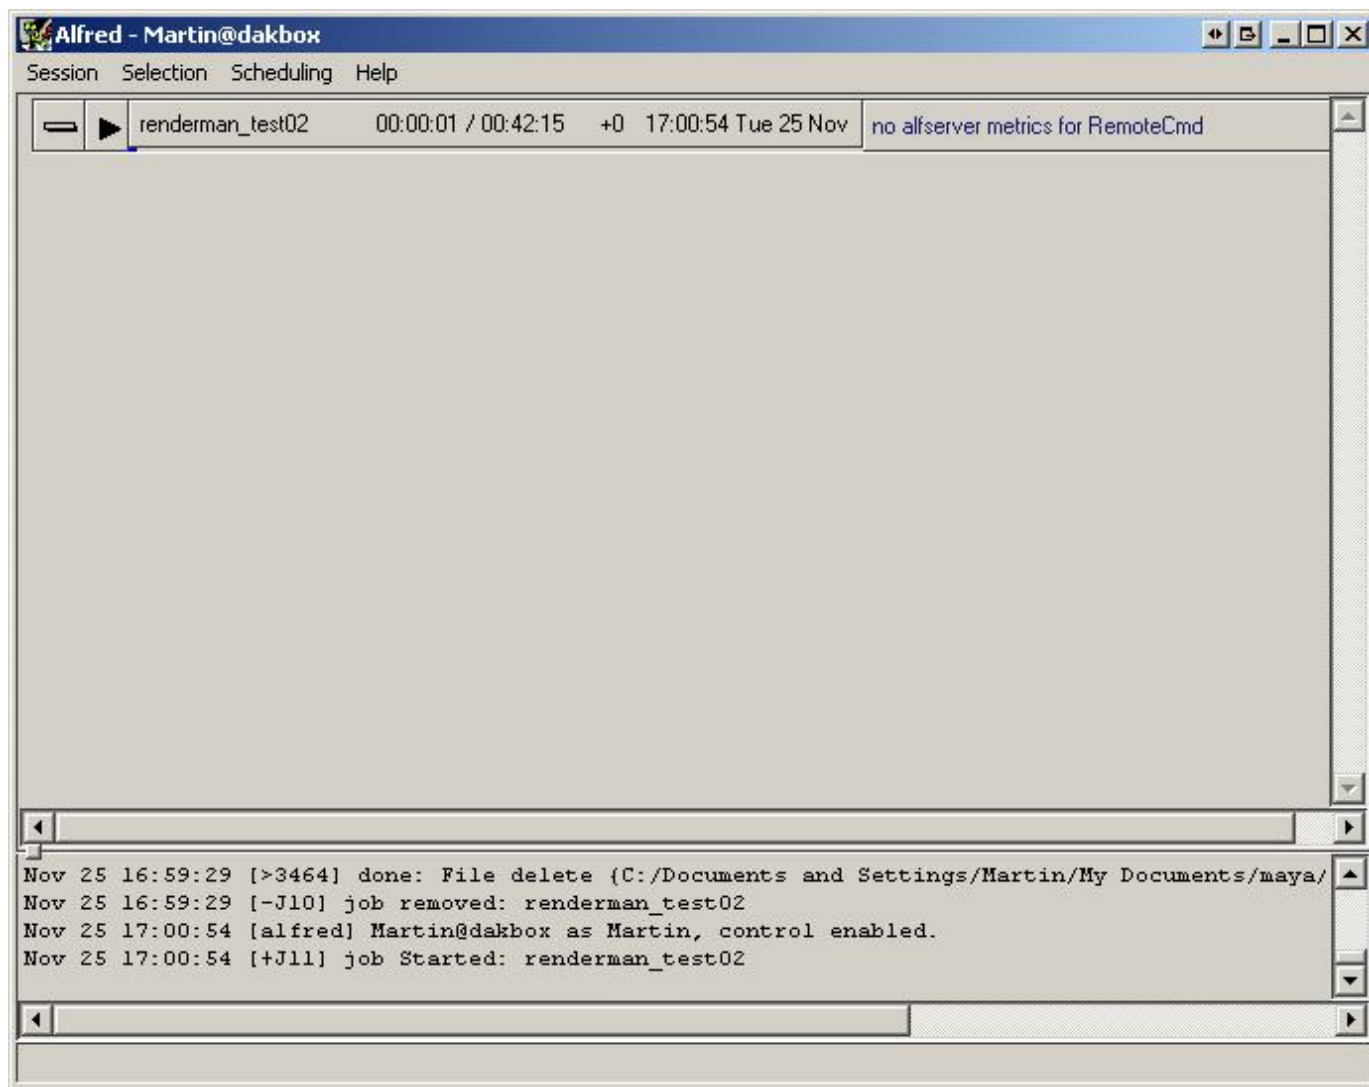 Alfred - Martin@dakbox
Session Selection Scheduling Help
renderman_test02 00:00:01 / 00:42:15 +0 17:00:54 Tue 25 Nov no alfserver metrics for RemoteCmd
Nov 25 16:59:29 [>3464] done: File delete {C:/Documents and Settings/Martin/My Documents/maya/
Nov 25 16:59:29 [-J10] job removed: renderman_test02
Nov 25 17:00:54 [alfred] Martin@dakbox as Martin, control enabled.
Nov 25 17:00:54 [+J11] job Started: renderman_test02